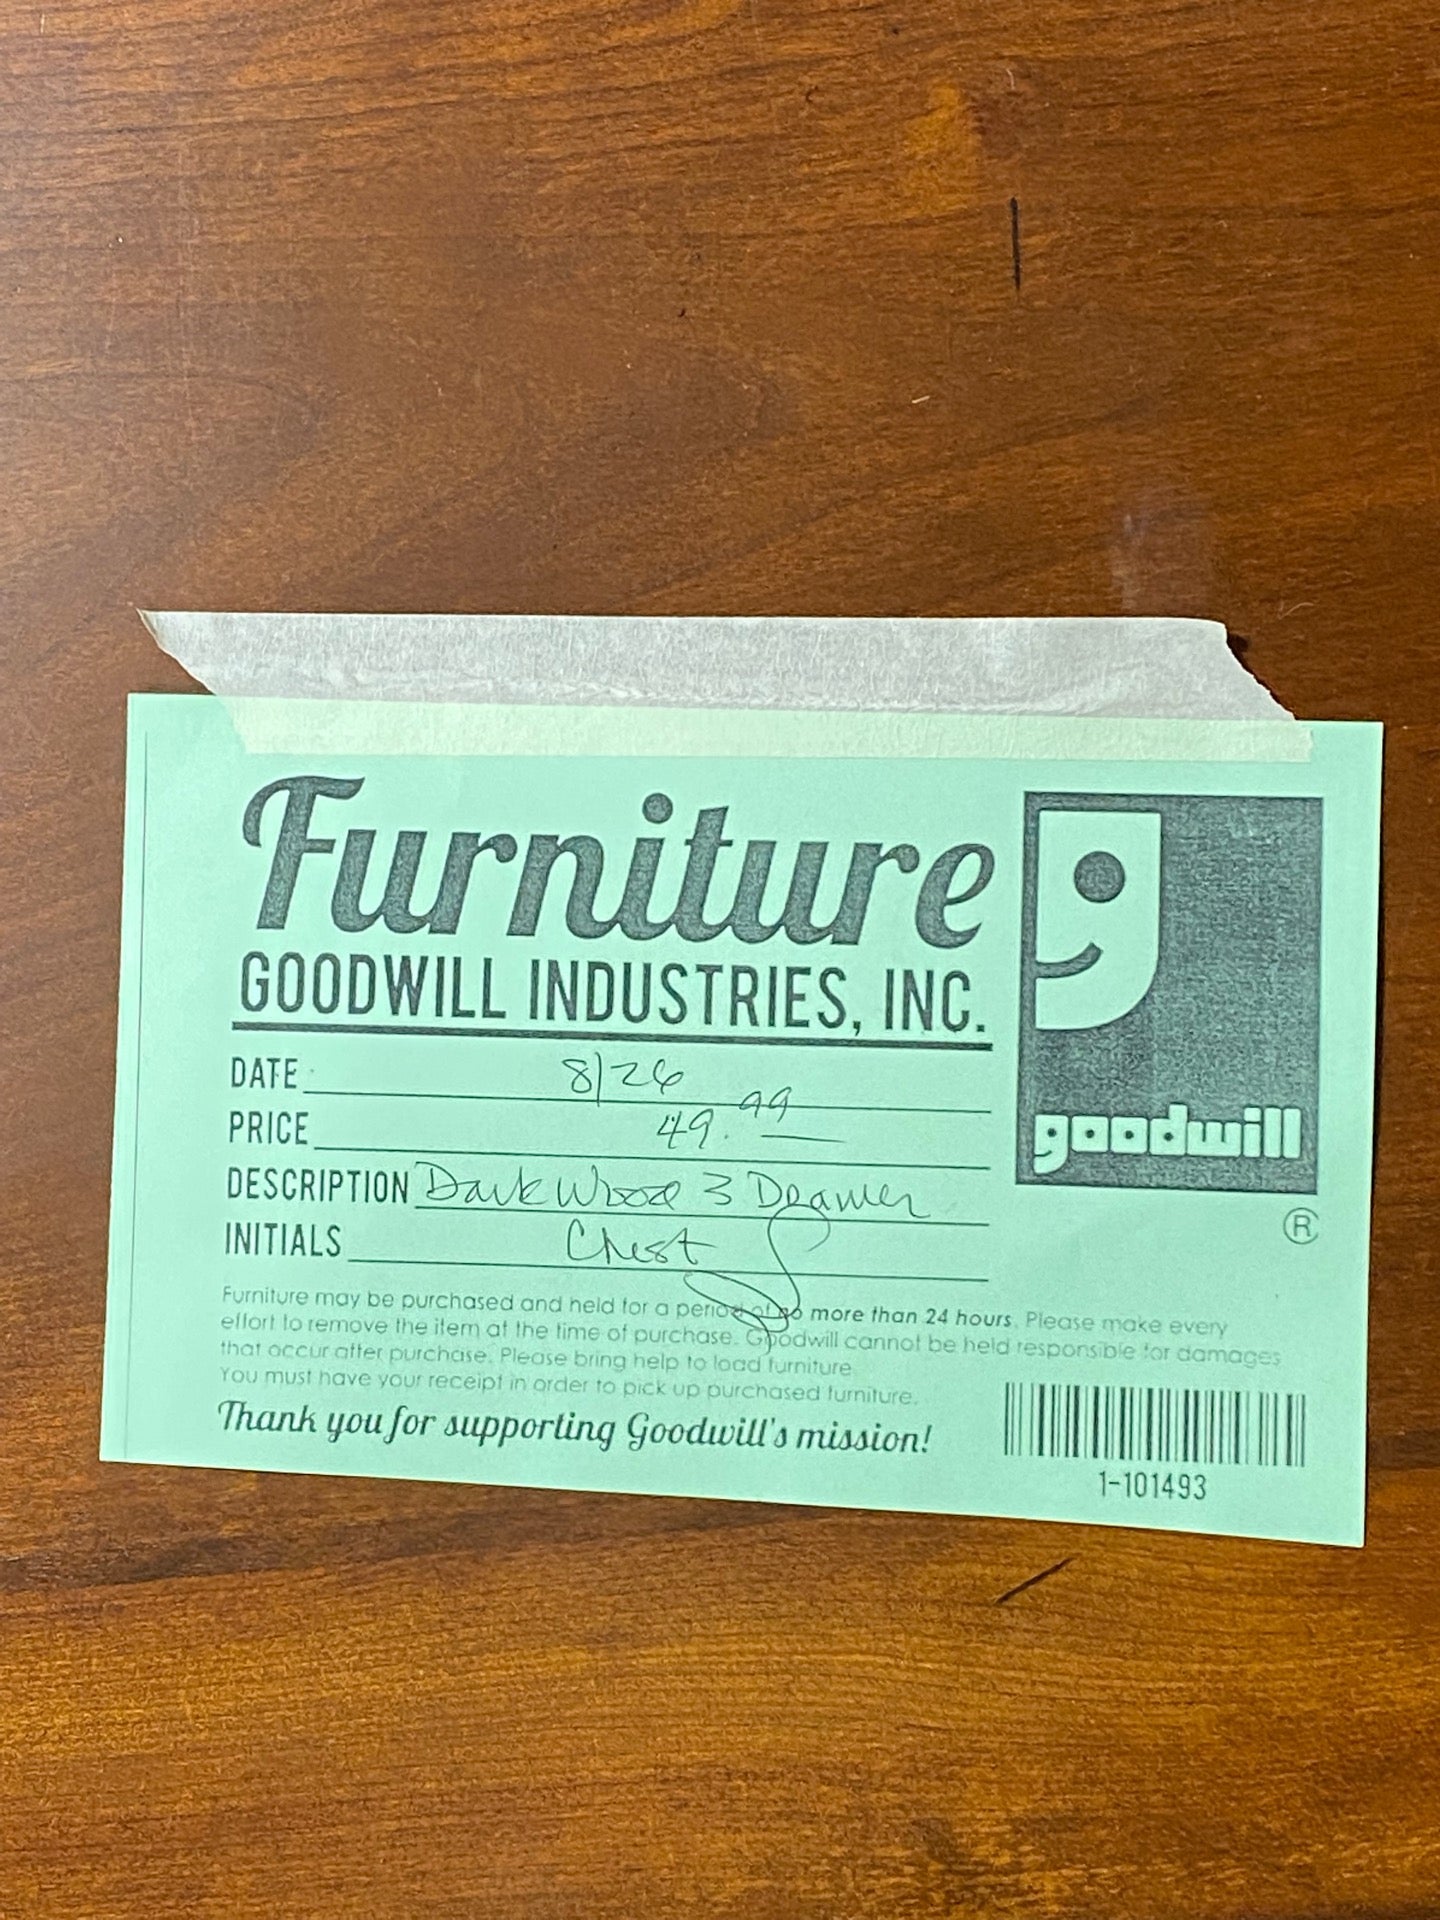 Furniture
GOODWILL INDUSTRIES, INC.
DATE 8/26
PRICE 49.99
DESCRIPTION Dark Wood 3 Drawer
INITIALS Chest
Furniture may be purchased and held for a period of no more than 24 hours. Please make every
effort to remove the item at the time of purchase. Goodwill cannot be held responsible for damages
that occur after purchase. Please bring help to load furniture.
You must have your receipt in order to pick up purchased furniture.
Thank you for supporting Goodwill's mission!
goodwill
®
1-101493